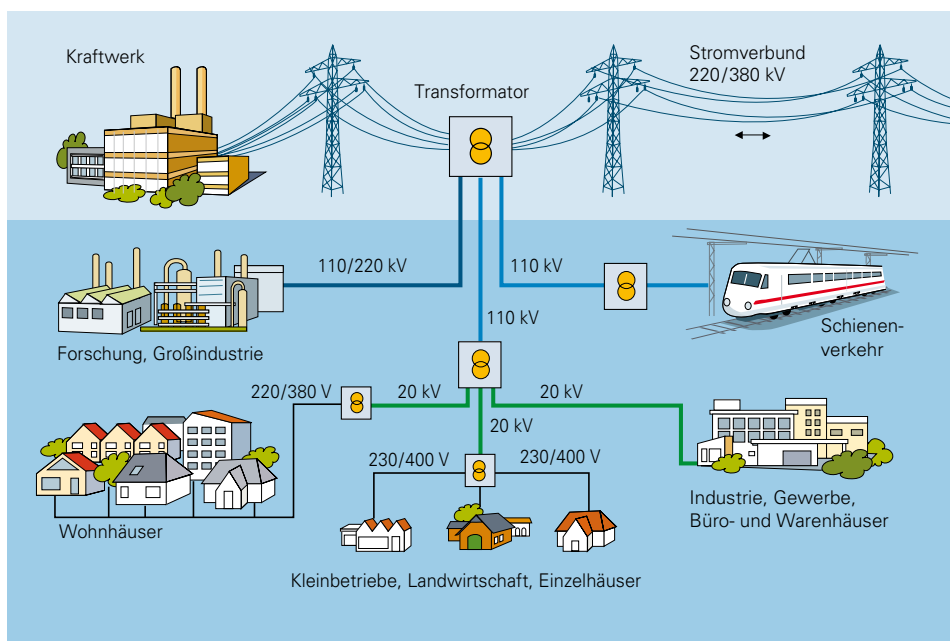 Kraftwerk
Transformator
Stromverbund
220/380 kV
110/220 kV
110 kV
110 kV
Forschung, Großindustrie
Schienen-
verkehr
220/380 V
20 kV
20 kV
20 kV
230/400 V
230/400 V
Wohnhäuser
Industrie, Gewerbe,
Büro- und Warenhäuser
Kleinbetriebe, Landwirtschaft, Einzelhäuser